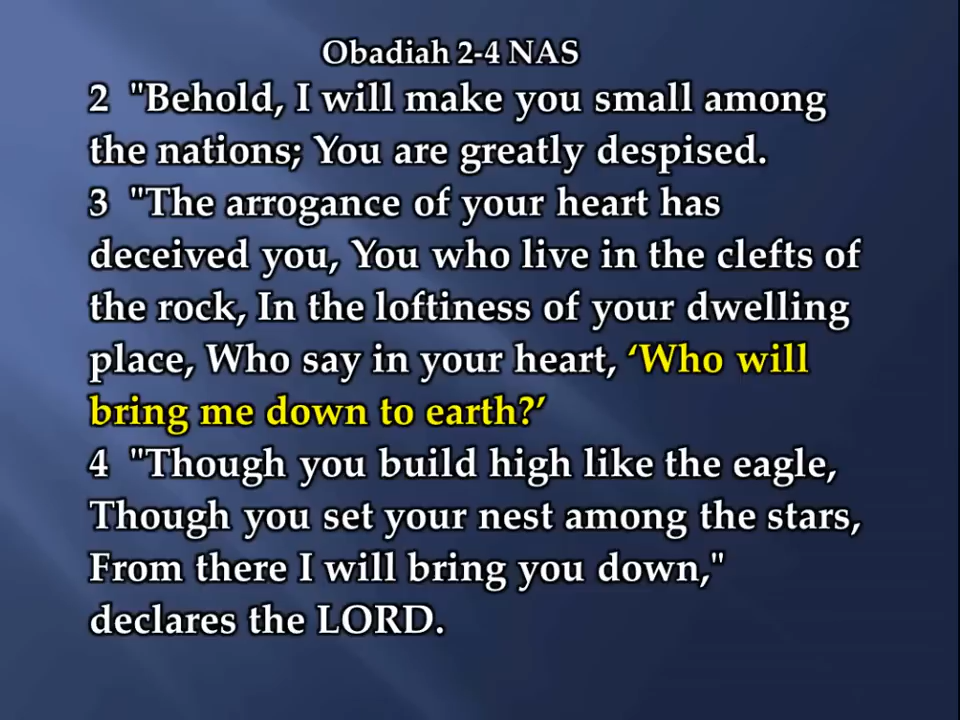 Obadiah 2-4 NAS
2  "Behold, I will make you small among
the nations; You are greatly despised.
3  "The arrogance of your heart has
deceived you, You who live in the clefts of
the rock, In the loftiness of your dwelling
place, Who say in your heart, ‘Who will
bring me down to earth?’
4  "Though you build high like the eagle,
Though you set your nest among the stars,
From there I will bring you down,"
declares the LORD.